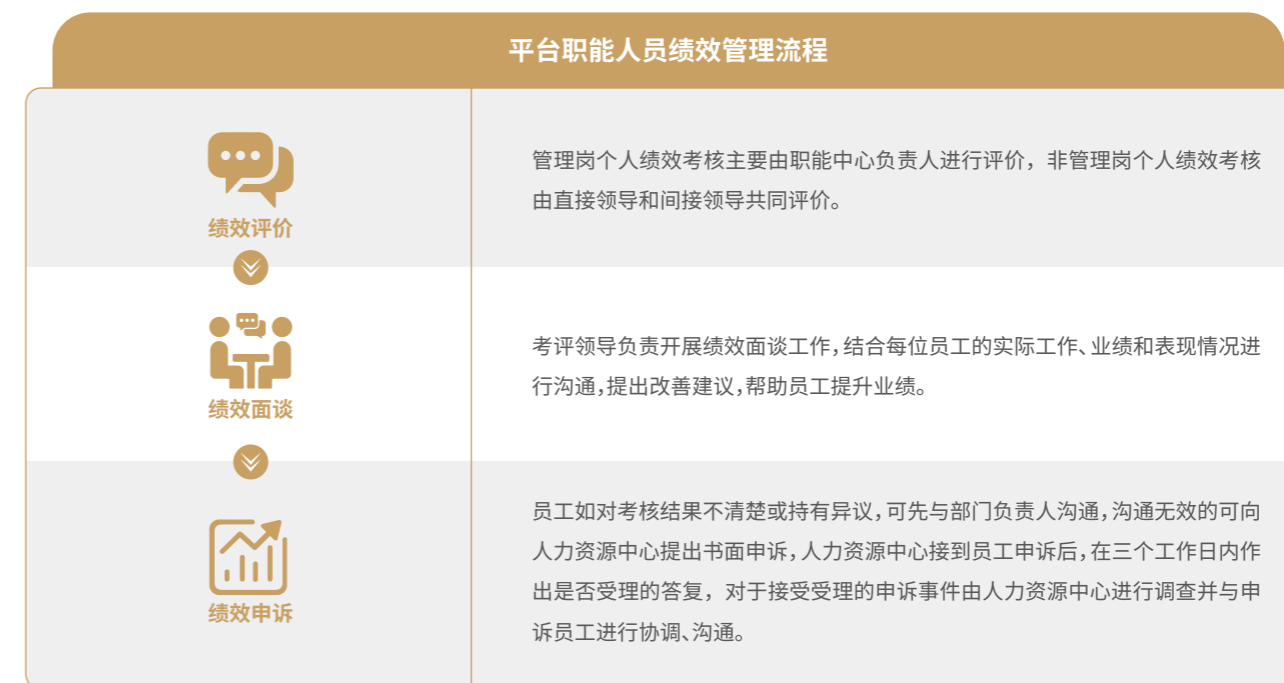 平台职能人员绩效管理流程
绩效评价
管理岗个人绩效考核主要由职能中心负责人进行评价，非管理岗个人绩效考核
由直接领导和间接领导共同评价。
绩效面谈
考评领导负责开展绩效面谈工作，结合每位员工的实际工作、业绩和表现情况进
行沟通，提出改善建议，帮助员工提升业绩。
绩效申诉
员工如对考核结果不清楚或持有异议，可先与部门负责人沟通，沟通无效的可向
人力资源中心提出书面申诉，人力资源中心接到员工申诉后，在三个工作日内作
出是否受理的答复，对于接受受理的申诉事件由人力资源中心进行调查并与申
诉员工进行协调、沟通。